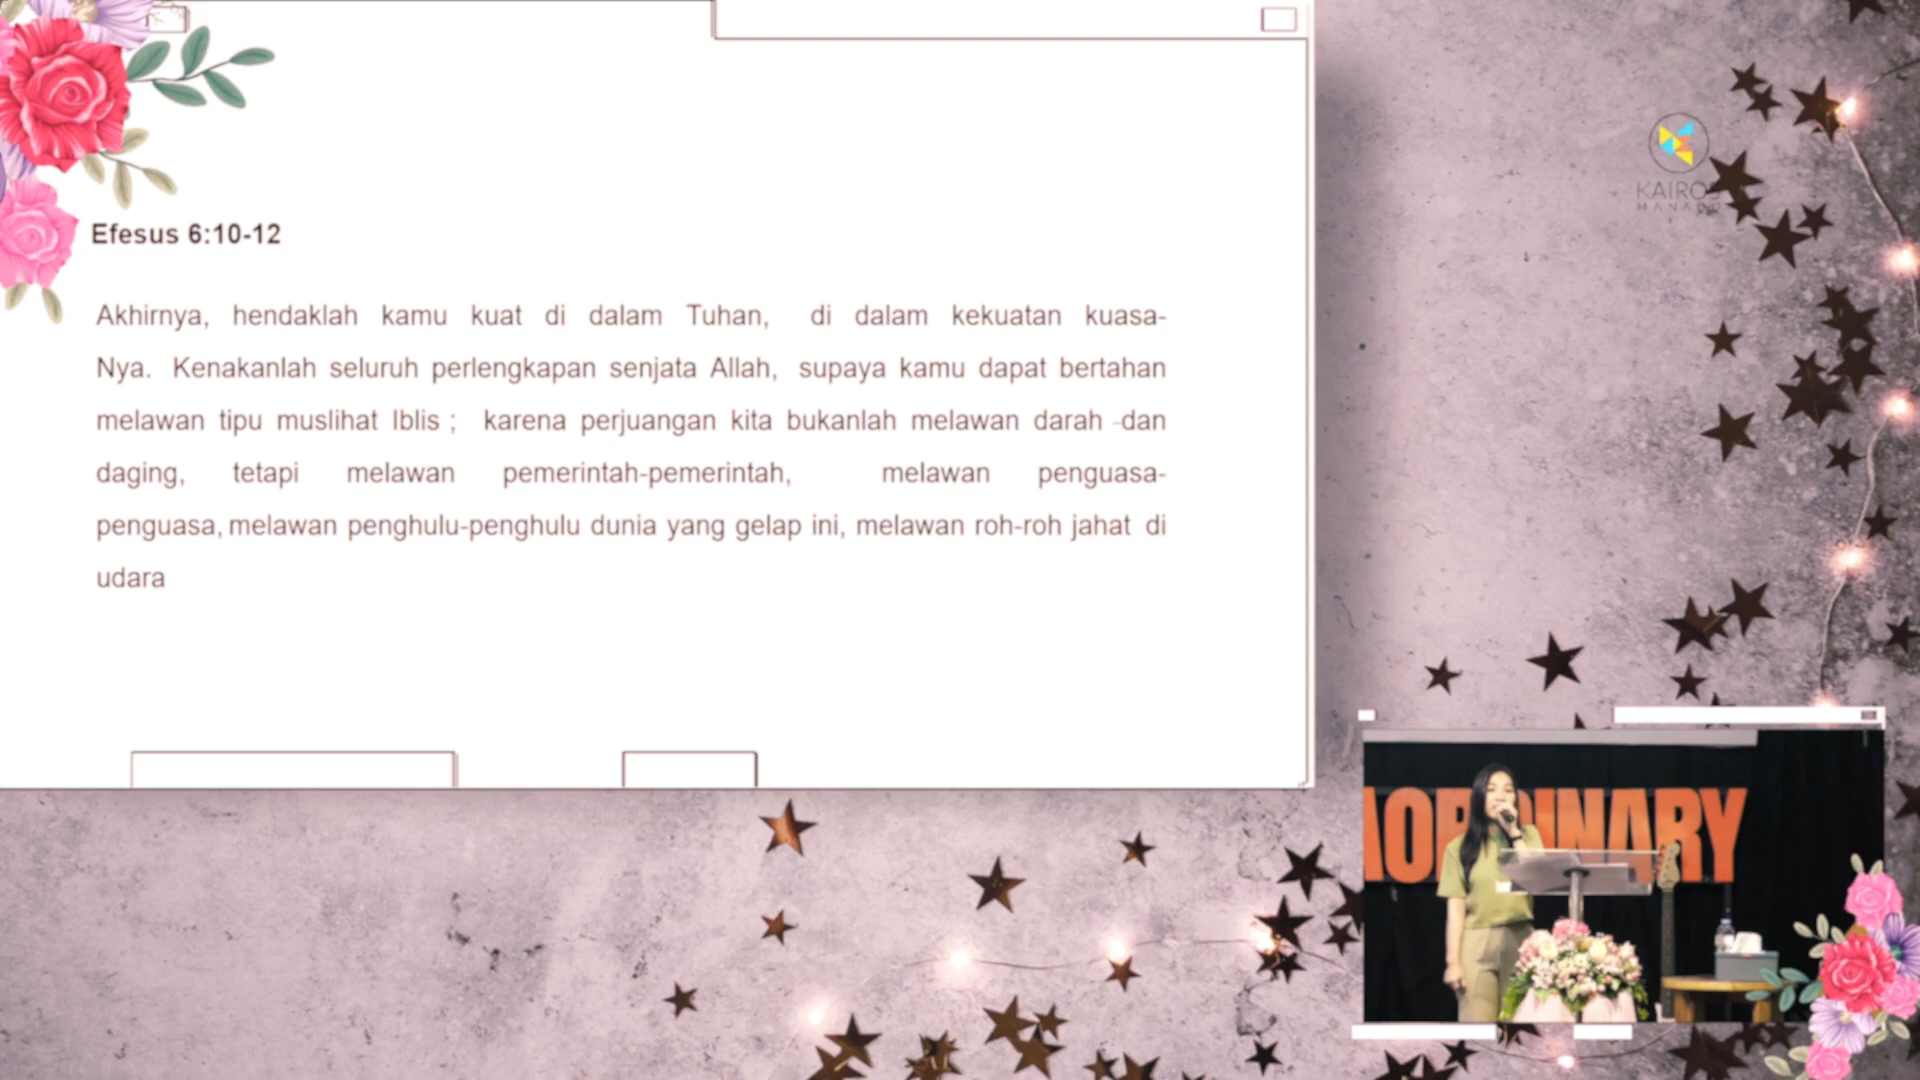 Efesus 6:10-12
Akhirnya, hendaklah kamu kuat di dalam Tuhan, di dalam kekuatan kuasa-
Nya. Kenakanlah seluruh perlengkapan senjata Allah, supaya kamu dapat bertahan
melawan tipu muslihat Iblis ; karena perjuangan kita bukanlah melawan darah -dan
daging, tetapi melawan pemerintah-pemerintah, melawan penguasa-
penguasa, melawan penghulu-penghulu dunia yang gelap ini, melawan roh-roh jahat di
udara
KAIROS
MANADO
AORDINARY